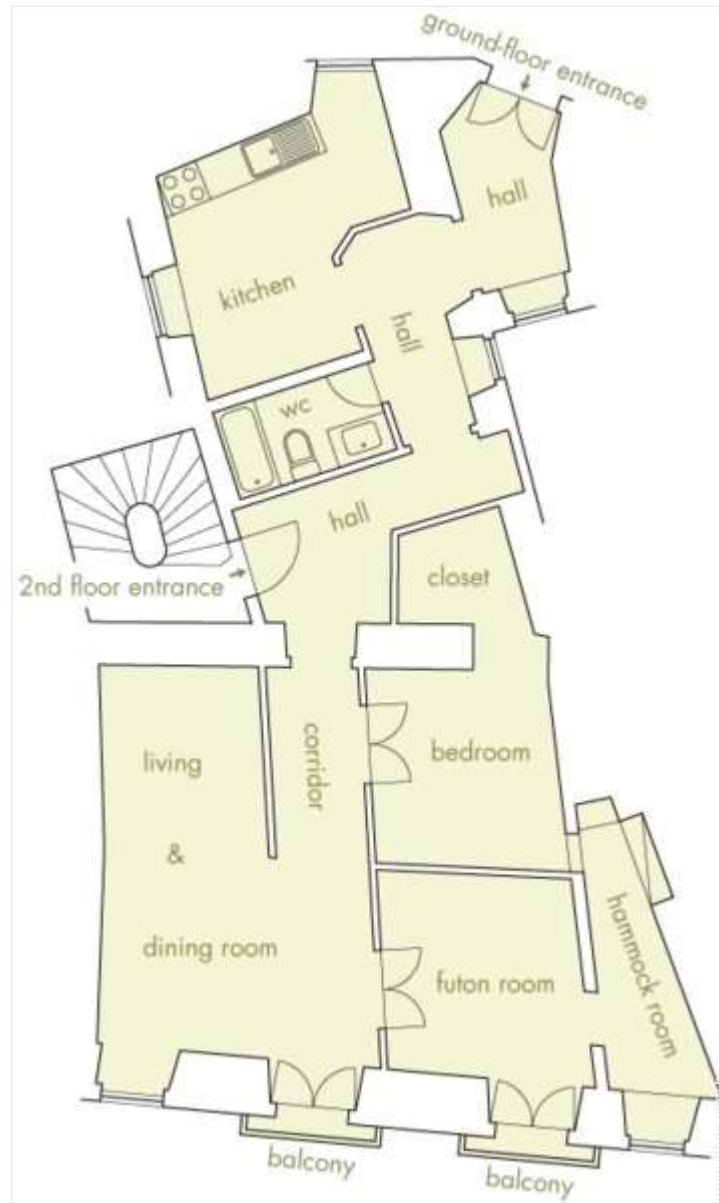 ground-floor entrance
hall
kitchen
hall
wc
hall
2nd floor entrance
closet
living
&
dining room
corridor
bedroom
futon room
hammock room
balcony
balcony